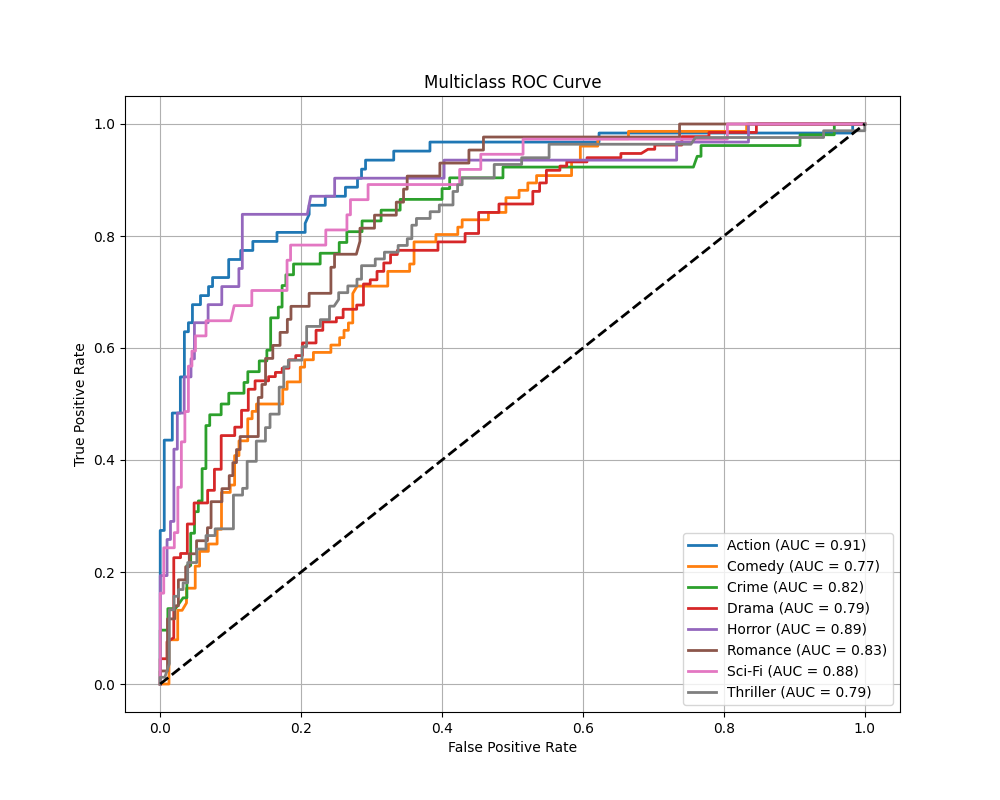 Multiclass ROC Curve
True Positive Rate
1.0
0.8
0.6
0.4
0.2
0.0
Action (AUC = 0.91)
Comedy (AUC = 0.77)
Crime (AUC = 0.82)
Drama (AUC = 0.79)
Horror (AUC = 0.89)
Romance (AUC = 0.83)
Sci-Fi (AUC = 0.88)
Thriller (AUC = 0.79)
0.0 0.2 0.4 0.6 0.8 1.0
False Positive Rate